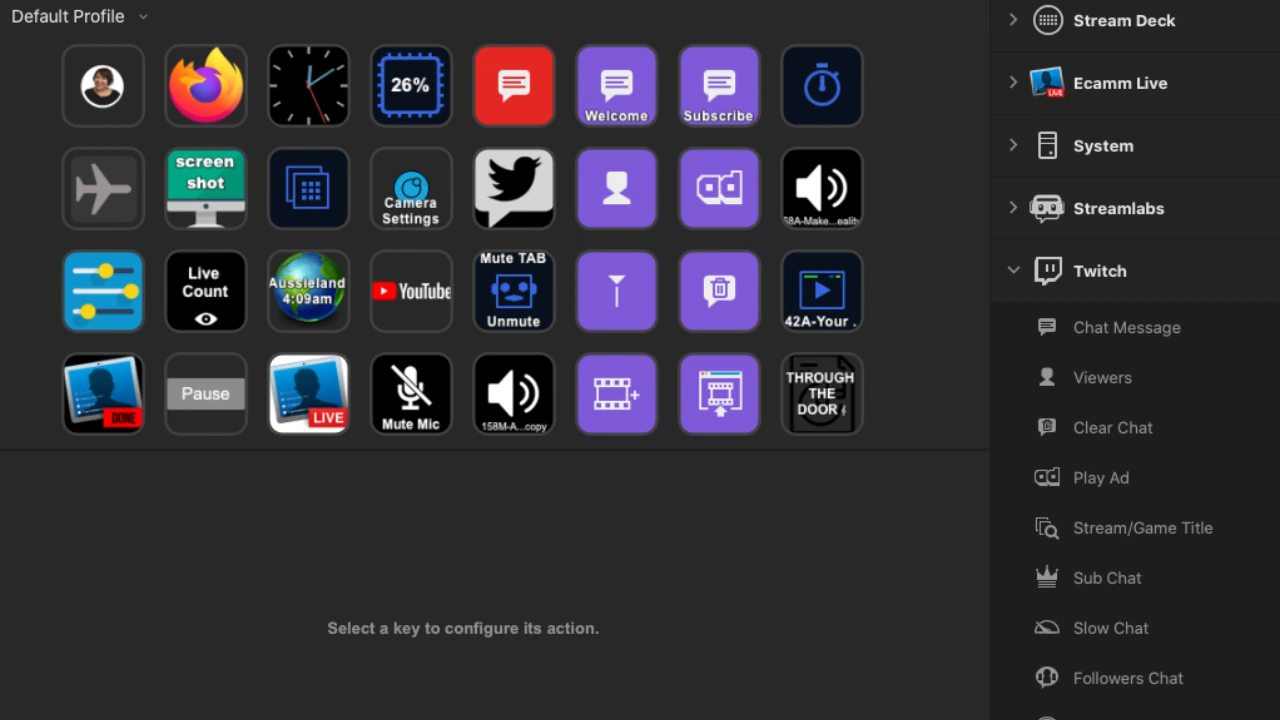 Default Profile
Stream Deck
26%
Welcome
Subscribe
Ecamm Live
LIVE
screen
shot
Camera
Settings
System
Streamlabs
Live
Count
Aussieland
4:09am
YouTube
Mute TAB
Unmute
42A-Your .
Twitch
Chat Message
Viewers
DONE
Pause
LIVE
Mute Mic
158M-A...copy
THROUGH
THE
DOOR
Clear Chat
Play Ad
Stream/Game Title
Sub Chat
Select a key to configure its action.
Slow Chat
Followers Chat